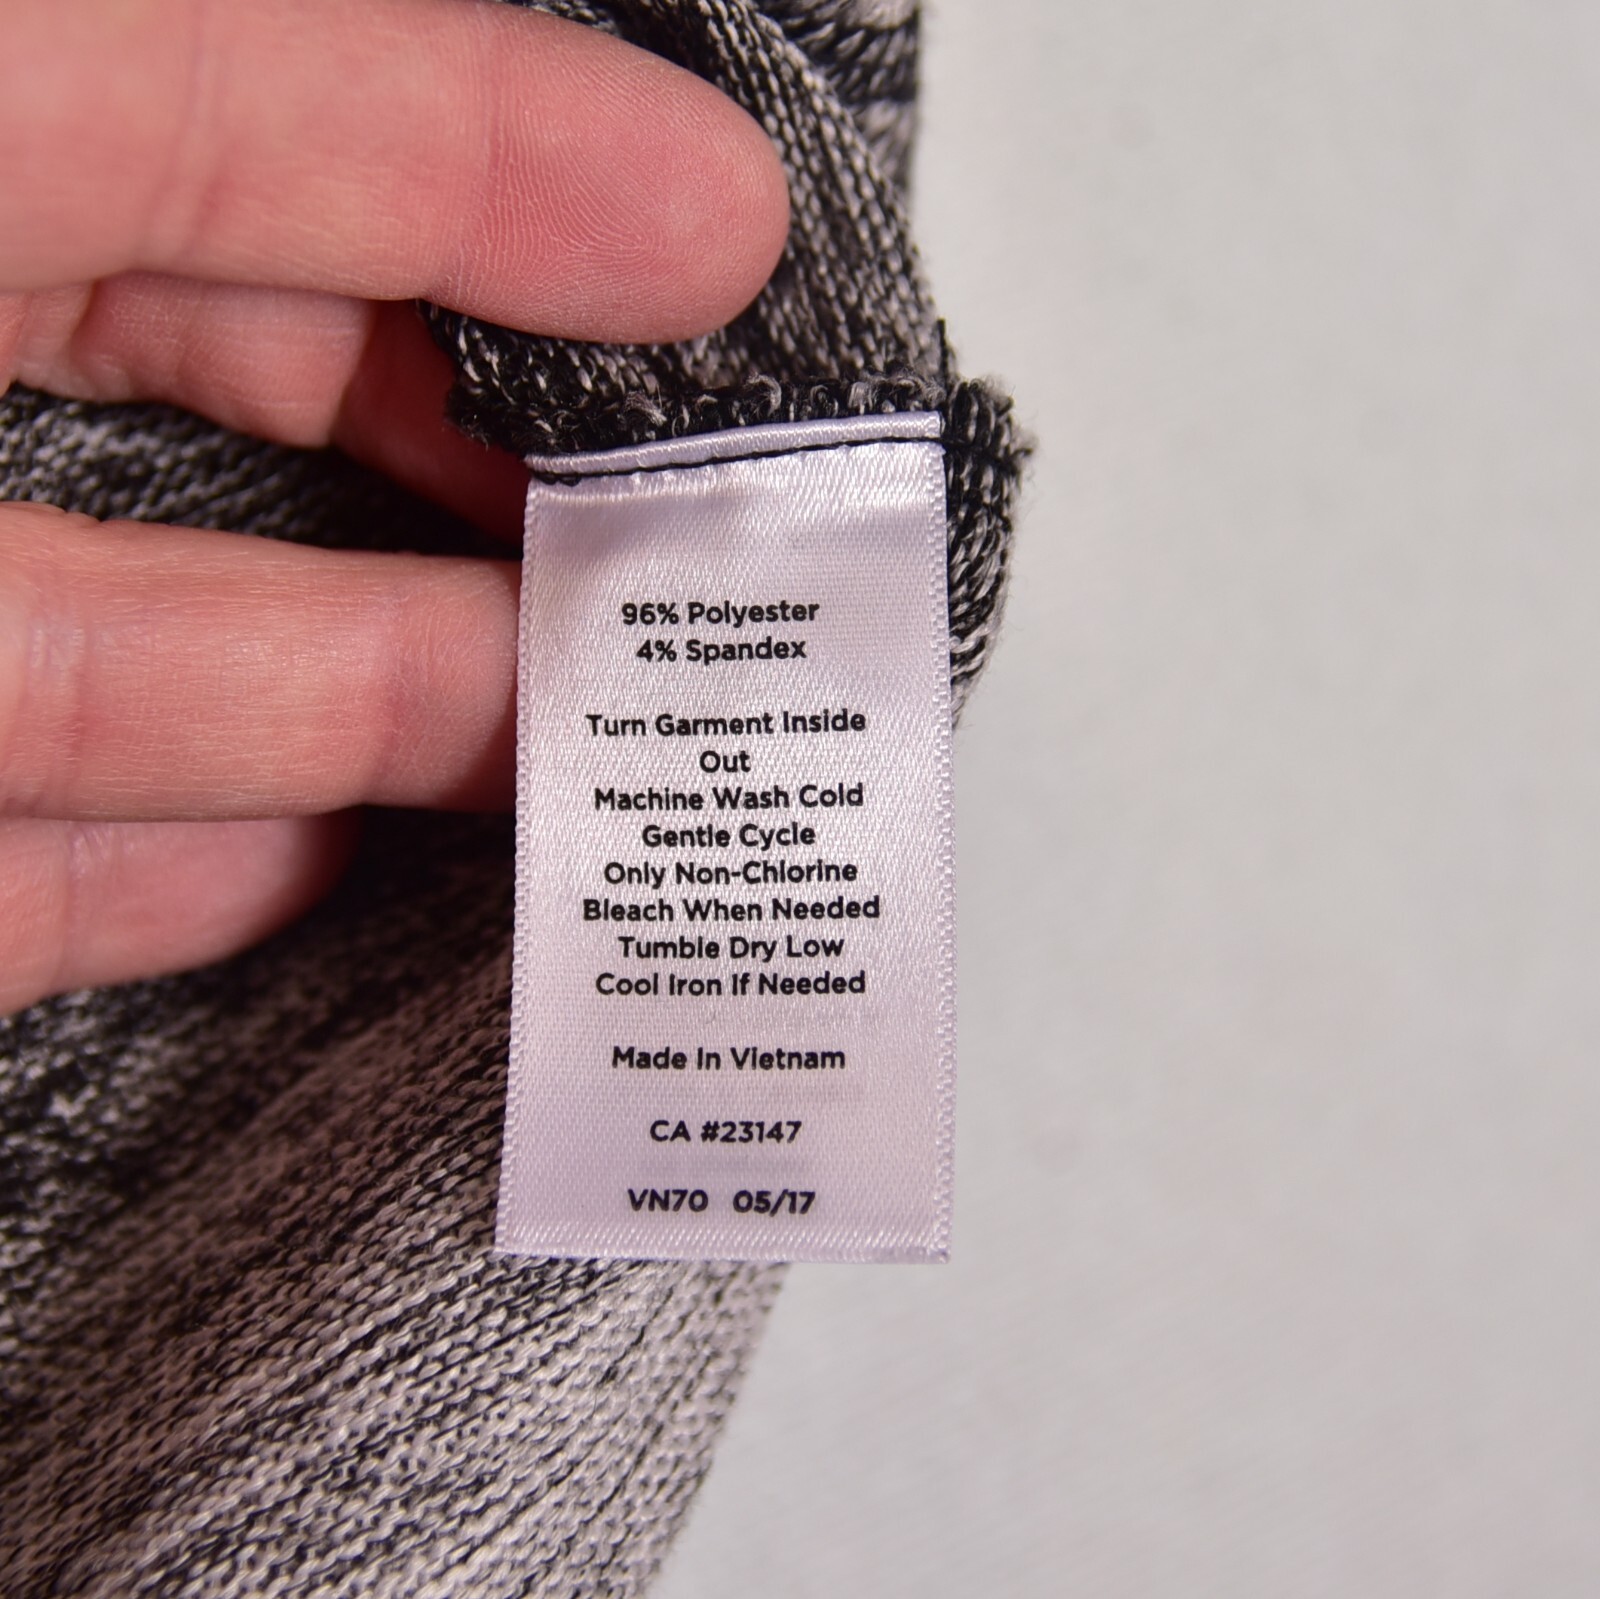 96% Polyester
4% Spandex
Turn Garment Inside
Out
Machine Wash Cold
Gentle Cycle
Only Non-Chlorine
Bleach When Needed
Tumble Dry Low
Cool Iron If Needed
Made In Vietnam
CA #23147
VN70 05/17